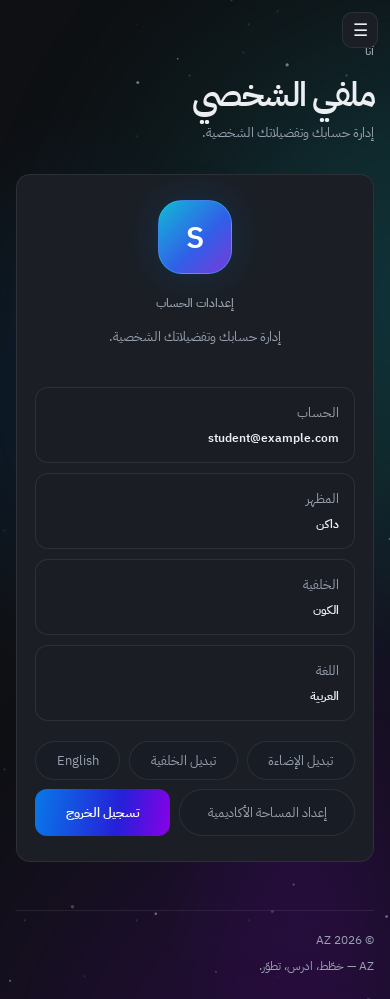 ☰
أنا
ملفي الشخصي
إدارة حسابك وتفضيلاتك الشخصية.
S
إعدادات الحساب
إدارة حسابك وتفضيلاتك الشخصية.
الحساب
student@example.com
المظهر
داكن
الخلفية
الكون
اللغة
العربية
تبديل الإضاءة
تبديل الخلفية
English
إعداد المساحة الأكاديمية
تسجيل الخروج
© 2026 AZ
AZ — خطّط، ادرس، تطوّر.